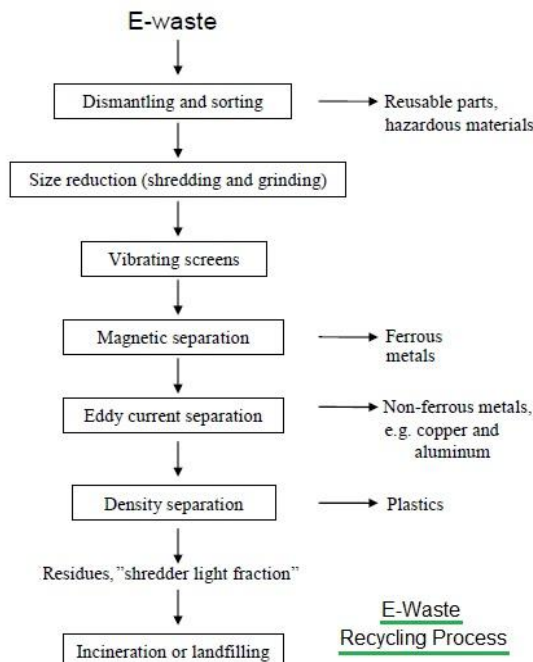 E-waste
Dismantling and sorting
Reusable parts,
hazardous materials
Size reduction (shredding and grinding)
Vibrating screens
Magnetic separation
Ferrous
metals
Eddy current separation
Non-ferrous metals,
e.g. copper and
aluminum
Density separation
Plastics
Residues, ”shredder light fraction”
Incineration or landfilling
E-Waste
Recycling Process